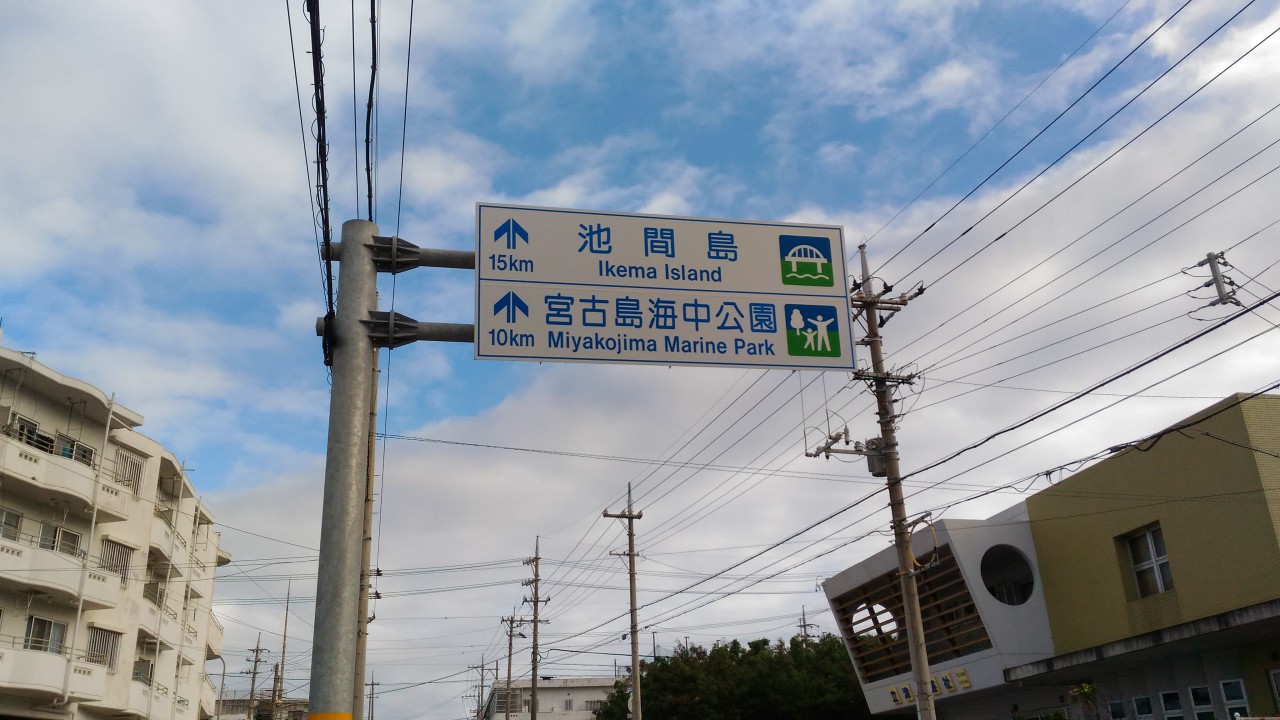 池間島
15km
Ikema Island
宮古島海中公園
10km
Miyakojima Marine Park